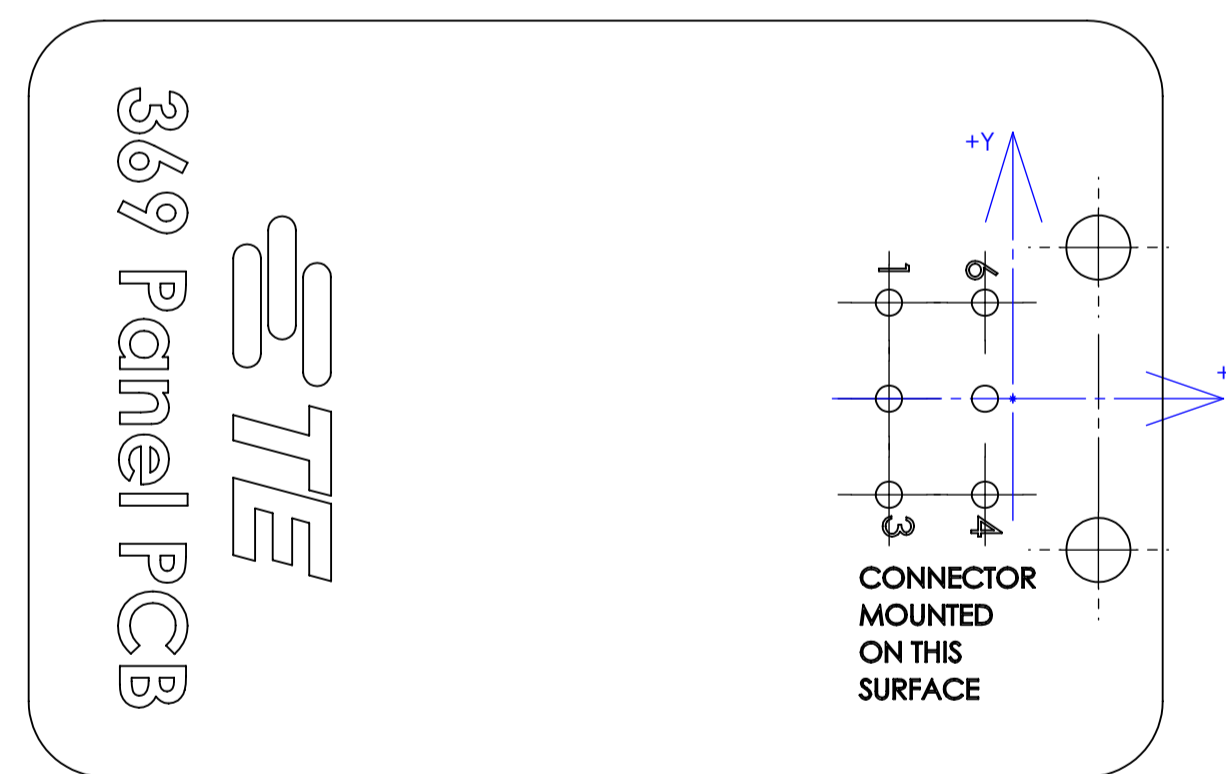 369 Panel PCB
TE
+Y
+
1
6
3
4
CONNECTOR
MOUNTED
ON THIS
SURFACE